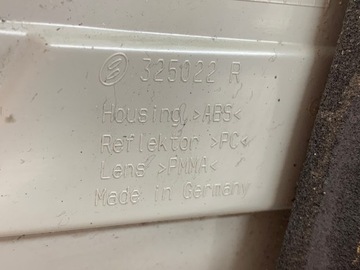 325022 R
Housing >ABS<
Reflektor >PC<
Lens >PMMA<
Made in Germany